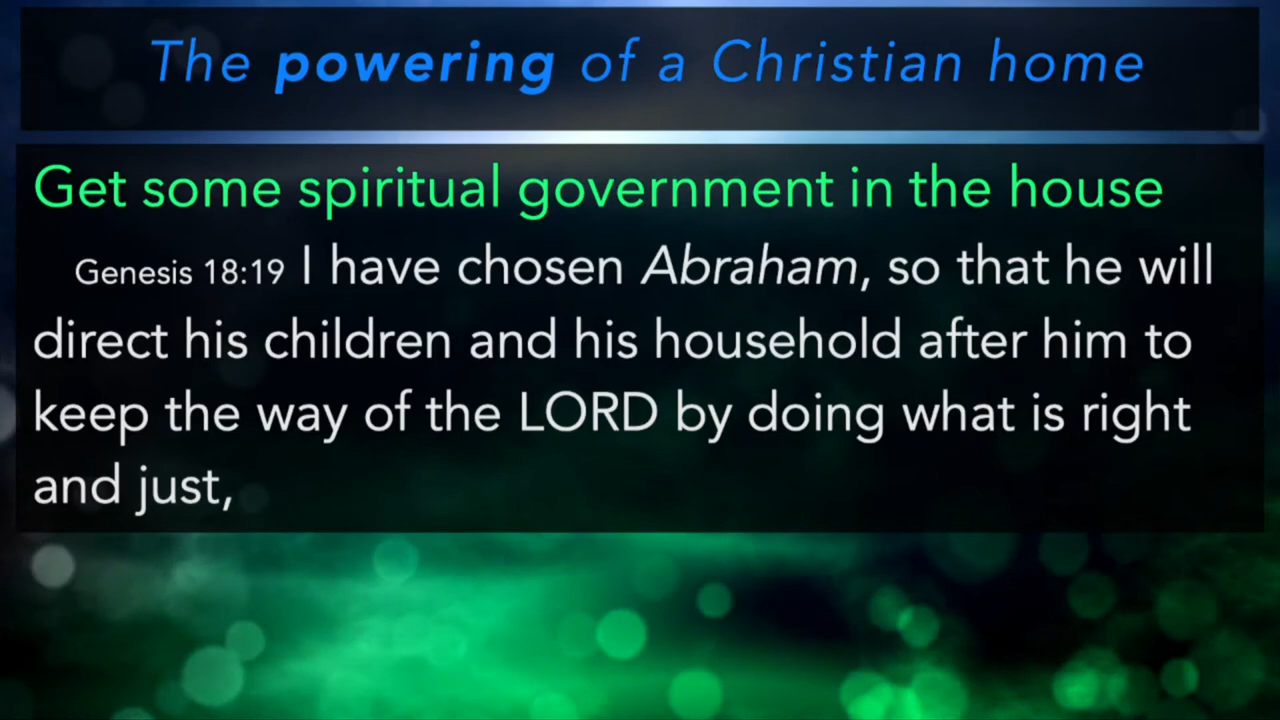 The powering of a Christian home
Get some spiritual government in the house
Genesis 18:19 I have chosen Abraham, so that he will
direct his children and his household after him to
keep the way of the LORD by doing what is right
and just,